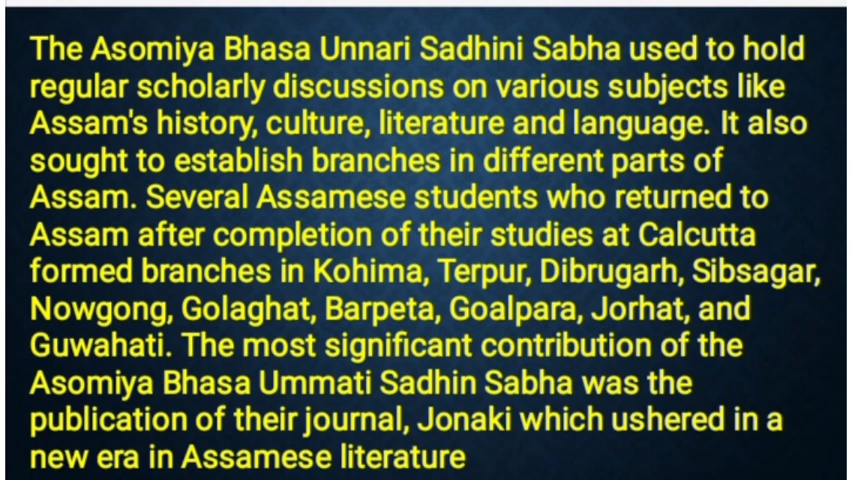 The Asomiya Bhasa Unnari Sadhini Sabha used to hold
regular scholarly discussions on various subjects like
Assam's history, culture, literature and language. It also
sought to establish branches in different parts of
Assam. Several Assamese students who returned to
Assam after completion of their studies at Calcutta
formed branches in Kohima, Terpur, Dibrugarh, Sibsagar,
Nowgong, Golaghat, Barpeta, Goalpara, Jorhat, and
Guwahati. The most significant contribution of the
Asomiya Bhasa Ummati Sadhin Sabha was the
publication of their journal, Jonaki which ushered in a
new era in Assamese literature